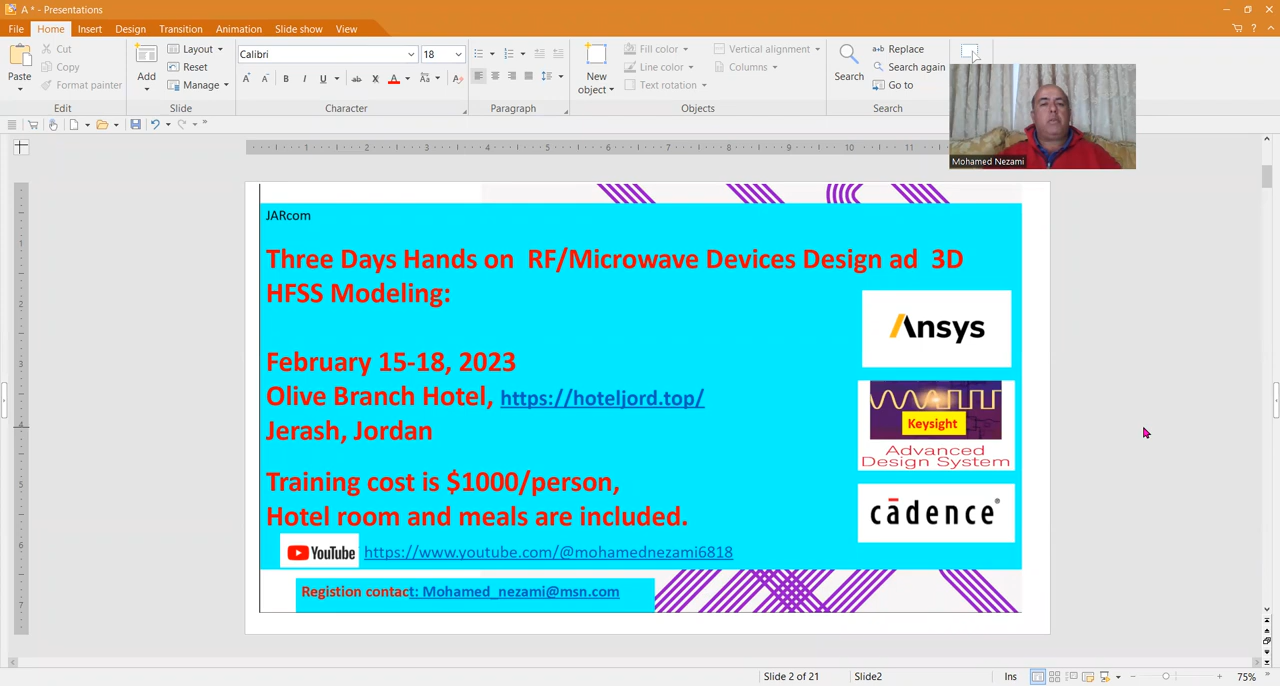 A * - Presentations
File Home Insert Design Transition Animation Slide show View
Paste
Cut
Copy
Format painter
Edit
Add
Layout
Reset
Manage
Slide
Calibri 18
B I U ab X A Aa A
Character
Paragraph
New object
Fill color
Line color
Text rotation
Vertical alignment
Columns
Objects
Search
Replace
Search again
Go to
Search
Mohamed Nezami
JARcom
Three Days Hands on RF/Microwave Devices Design ad 3D
HFSS Modeling:
February 15-18, 2023
Olive Branch Hotel, https://hoteljord.top/
Jerash, Jordan
Training cost is $1000/person,
Hotel room and meals are included.
YouTube https://www.youtube.com/@mohamednezami6818
Registion contact: Mohamed_nezami@msn.com
Ansys
Keysight
Advanced
Design System
cādence®
Slide 2 of 21 Slide2 Ins 75%